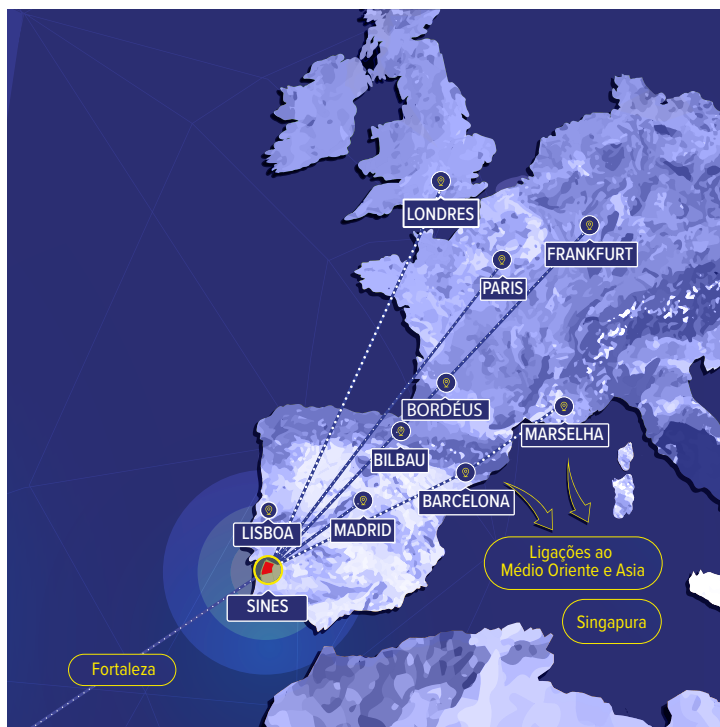 LONDRES
FRANKFURT
PARIS
BORDÉUS
MARSELHA
BILBAU
BARCELONA
MADRID
LISBOA
Ligações ao
Médio Oriente e Asia
SINES
Singapura
Fortaleza